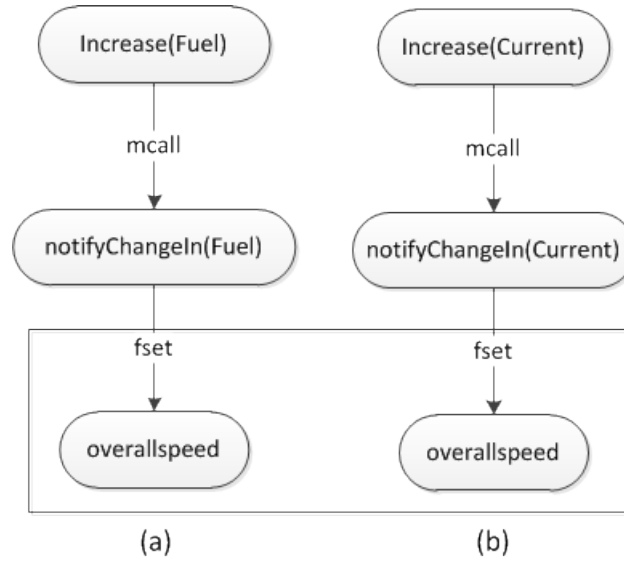 Increase(Fuel)
Increase(Current)
mcall
mcall
notifyChangeIn(Fuel)
notifyChangeIn(Current)
fset
fset
overallspeed
overallspeed
(a)
(b)